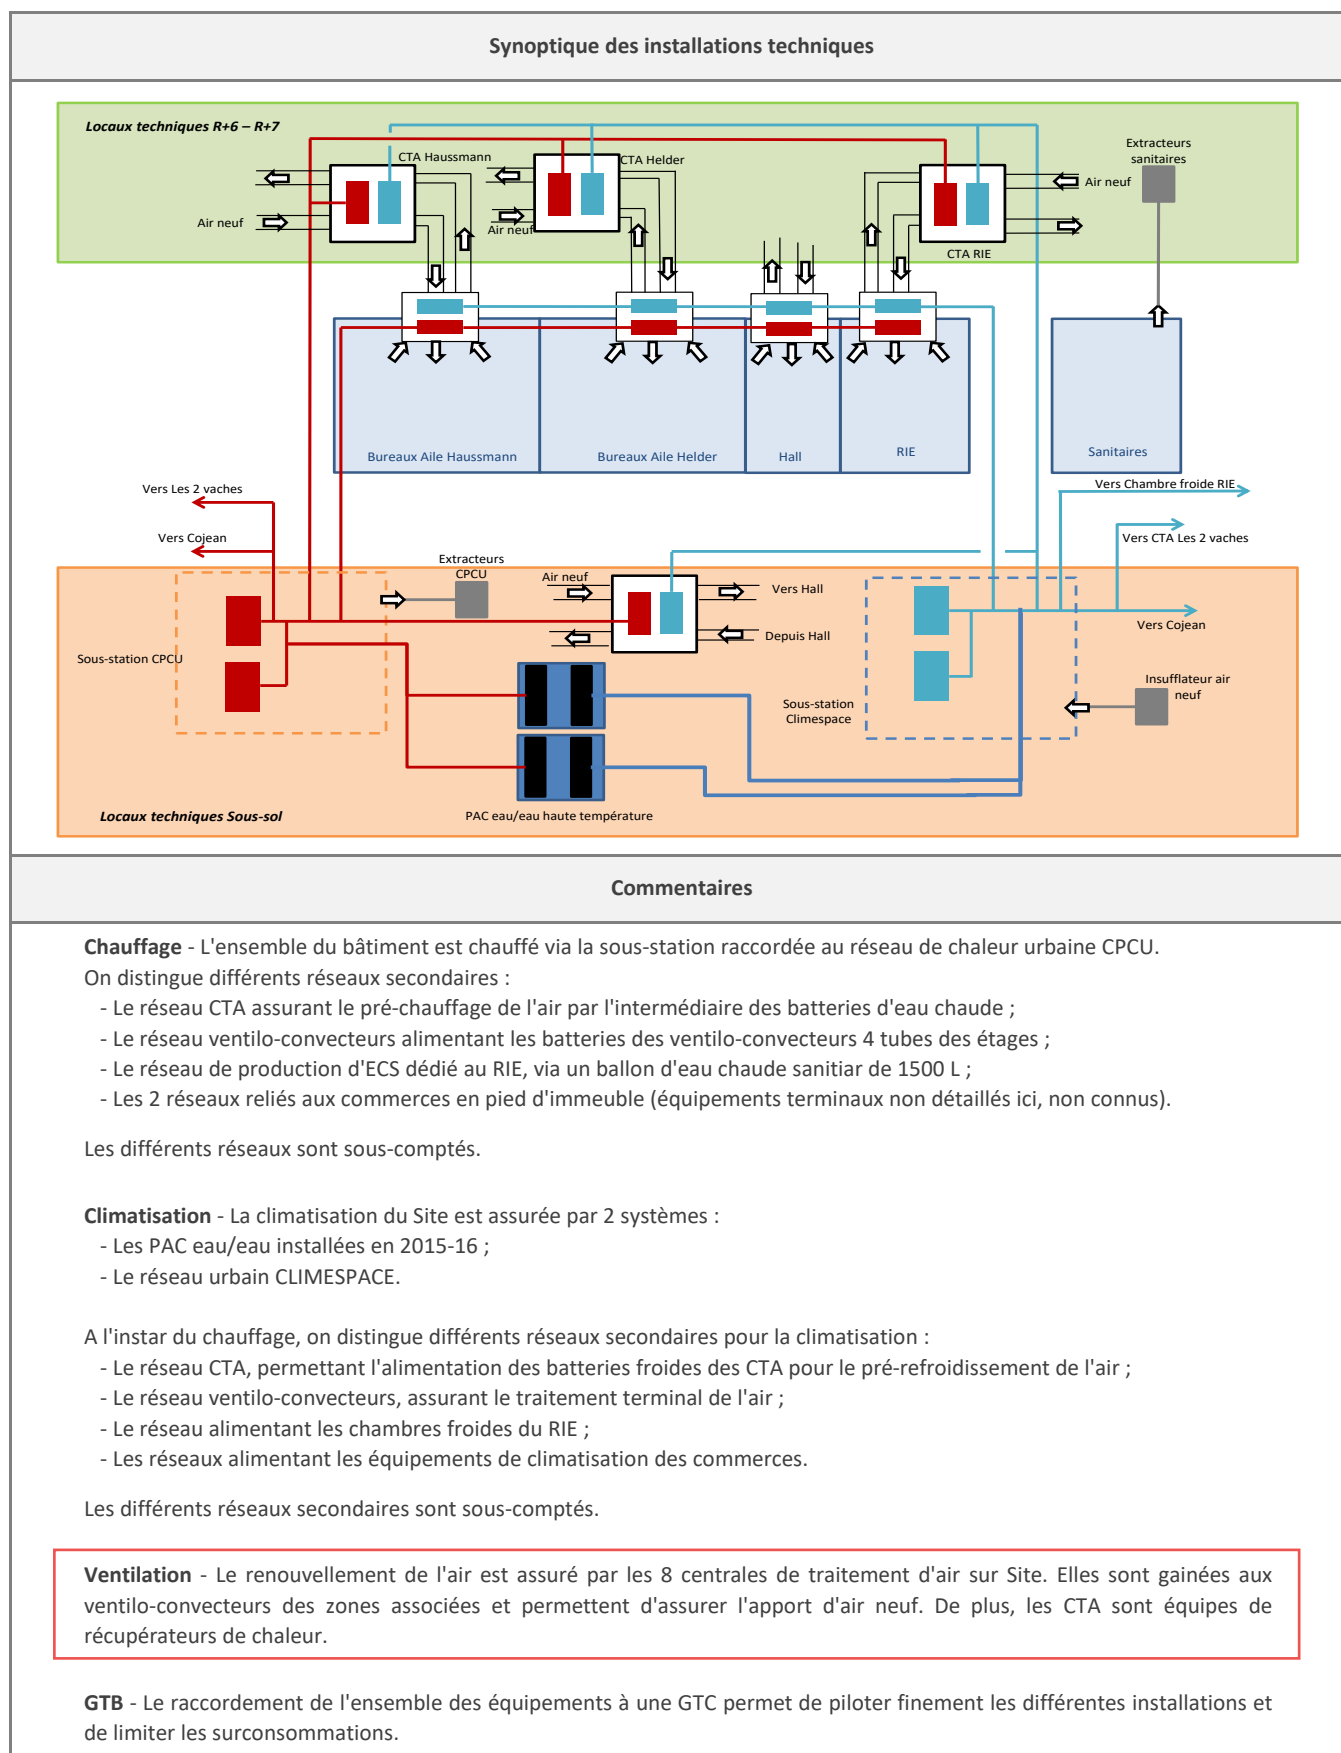 Synoptique des installations techniques
Locaux techniques R+6 – R+7
CTA Haussmann
CTA Helder
Extracteurs
sanitaires
Air neuf
Air neuf
Air neuf
CTA RIE
Bureaux Aile Haussmann
Bureaux Aile Helder
Hall
RIE
Sanitaires
Vers Les 2 vaches
Vers Chambre froide RIE
Vers Cojean
Vers CTA Les 2 vaches
Extracteurs
CPCU
Air neuf
Vers Hall
Depuis Hall
Vers Cojean
Sous-station CPCU
Sous-station
Climespace
Insufflateur air
neuf
Locaux techniques Sous-sol
PAC eau/eau haute température
Commentaires
Chauffage - L'ensemble du bâtiment est chauffé via la sous-station raccordée au réseau de chaleur urbaine CPCU.
On distingue différents réseaux secondaires :
- Le réseau CTA assurant le pré-chauffage de l'air par l'intermédiaire des batteries d'eau chaude ;
- Le réseau ventilo-convecteurs alimentant les batteries des ventilo-convecteurs 4 tubes des étages ;
- Le réseau de production d'ECS dédié au RIE, via un ballon d'eau chaude sanitiar de 1500 L ;
- Les 2 réseaux reliés aux commerces en pied d'immeuble (équipements terminaux non détaillés ici, non connus).
Les différents réseaux sont sous-comptés.
Climatisation - La climatisation du Site est assurée par 2 systèmes :
- Les PAC eau/eau installées en 2015-16 ;
- Le réseau urbain CLIMESPACE.
A l'instar du chauffage, on distingue différents réseaux secondaires pour la climatisation :
- Le réseau CTA, permettant l'alimentation des batteries froides des CTA pour le pré-refroidissement de l'air ;
- Le réseau ventilo-convecteurs, assurant le traitement terminal de l'air ;
- Le réseau alimentant les chambres froides du RIE ;
- Les réseaux alimentant les équipements de climatisation des commerces.
Les différents réseaux secondaires sont sous-comptés.
Ventilation - Le renouvellement de l'air est assuré par les 8 centrales de traitement d'air sur Site. Elles sont gainées aux
ventilo-convecteurs des zones associées et permettent d'assurer l'apport d'air neuf. De plus, les CTA sont équipes de
récupérateurs de chaleur.
GTB - Le raccordement de l'ensemble des équipements à une GTC permet de piloter finement les différentes installations et
de limiter les surconsommations.